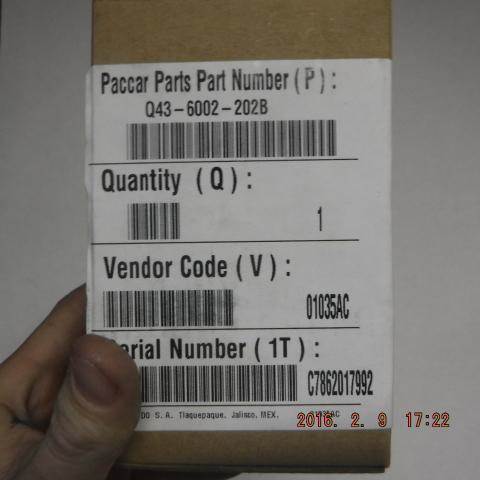 Paccar Parts Part Number (P) :
Q43-6002-202B
Quantity (Q) :
1
Vendor Code (V) :
01035AC
erial Number (1T) :
C7862017992
DO S.A. Tlaquepaque, Jalisco, MEX.
2016. 2. 9 17:22